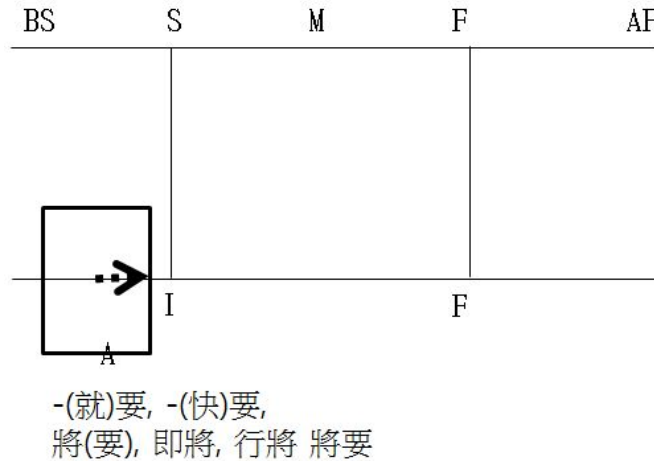 BS S M F AF
I F
A
-(就)要, -(快)要,
將(要), 即將, 行將 將要